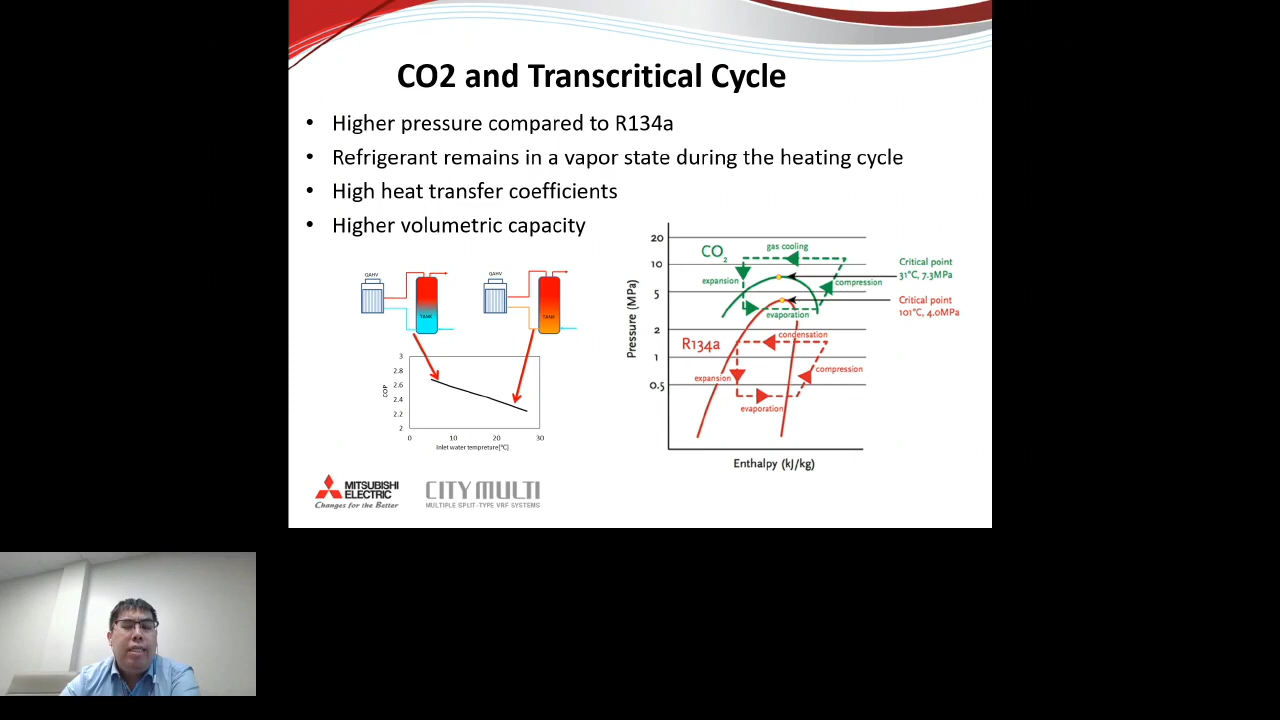 CO2 and Transcritical Cycle
• Higher pressure compared to R134a
• Refrigerant remains in a vapor state during the heating cycle
• High heat transfer coefficients
• Higher volumetric capacity
QAHV
TANK
QAHV
TANK
3
2.8
2.6
2.4
2.2
2
COP
0 10 20 30
Inlet water tempreture[℃]
20
10
5
2
1
0.5
Pressure (MPa)
CO2
gas cooling
expansion
compression
evaporation
Critical point
31°C, 7.3MPa
Critical point
101°C, 4.0MPa
R134a
condensation
expansion
compression
evaporation
Enthalpy (kJ/kg)
MITSUBISHI
ELECTRIC
Changes for the Better
CITY MULTI
MULTIPLE SPLIT-TYPE VRF SYSTEMS